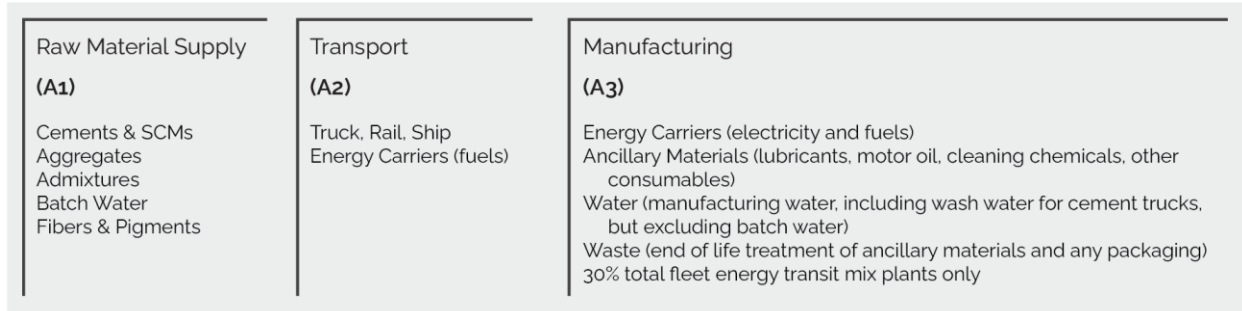 Raw Material Supply
(A1)
Cements & SCMs
Aggregates
Admixtures
Batch Water
Fibers & Pigments
Transport
(A2)
Truck, Rail, Ship
Energy Carriers (fuels)
Manufacturing
(A3)
Energy Carriers (electricity and fuels)
Ancillary Materials (lubricants, motor oil, cleaning chemicals, other
consumables)
Water (manufacturing water, including wash water for cement trucks,
but excluding batch water)
Waste (end of life treatment of ancillary materials and any packaging)
30% total fleet energy transit mix plants only